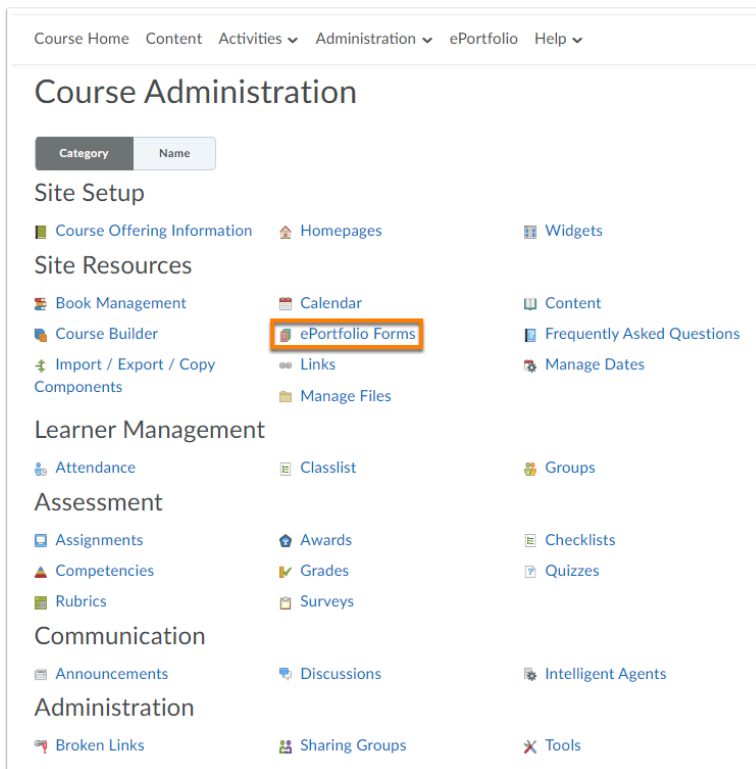 Course Home Content Activities Administration ePortfolio Help
Course Administration
Category Name
Site Setup
Course Offering Information Homepages Widgets
Site Resources
Book Management Calendar Content
Course Builder ePortfolio Forms Frequently Asked Questions
Import / Export / Copy Links Manage Dates
Components
Manage Files
Learner Management
Attendance Classlist Groups
Assessment
Assignments Awards Checklists
Competencies Grades Quizzes
Rubrics Surveys
Communication
Announcements Discussions Intelligent Agents
Administration
Broken Links Sharing Groups Tools